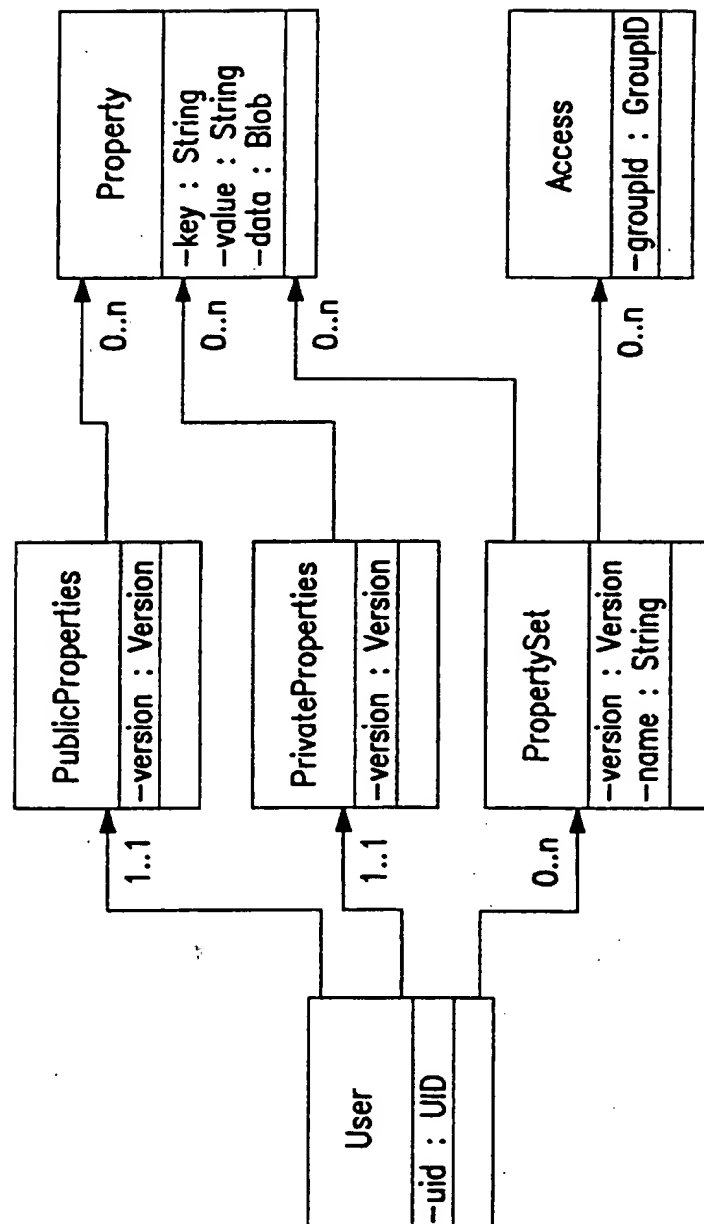 User
-uid : UID
1..1
1..1
0..n
PublicProperties
-version : Version
PrivateProperties
-version : Version
PropertySet
-version : Version
-name : String
0..n
0..n
0..n
0..n
Property
-key : String
-value : String
-data : Blob
Access
-groupId : GroupID